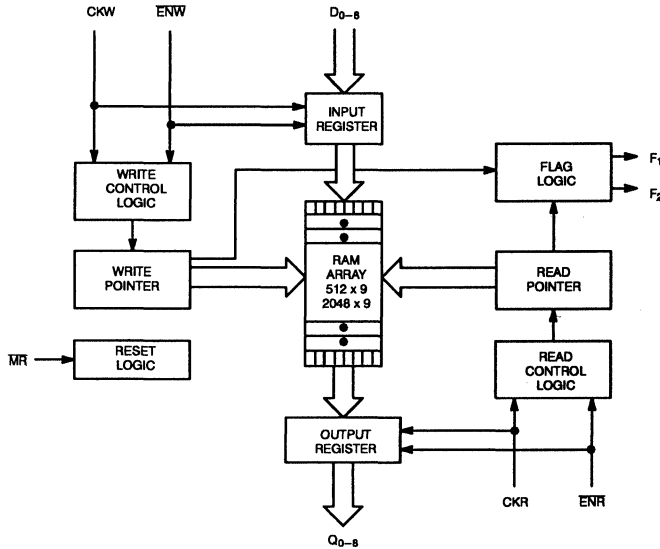 CKW
ENW
D0-8
INPUT
REGISTER
WRITE
CONTROL
LOGIC
FLAG
LOGIC
F1
F2
WRITE
POINTER
RAM
ARRAY
512 x 9
2048 x 9
READ
POINTER
MR
RESET
LOGIC
READ
CONTROL
LOGIC
OUTPUT
REGISTER
CKR
ENR
Q0-8